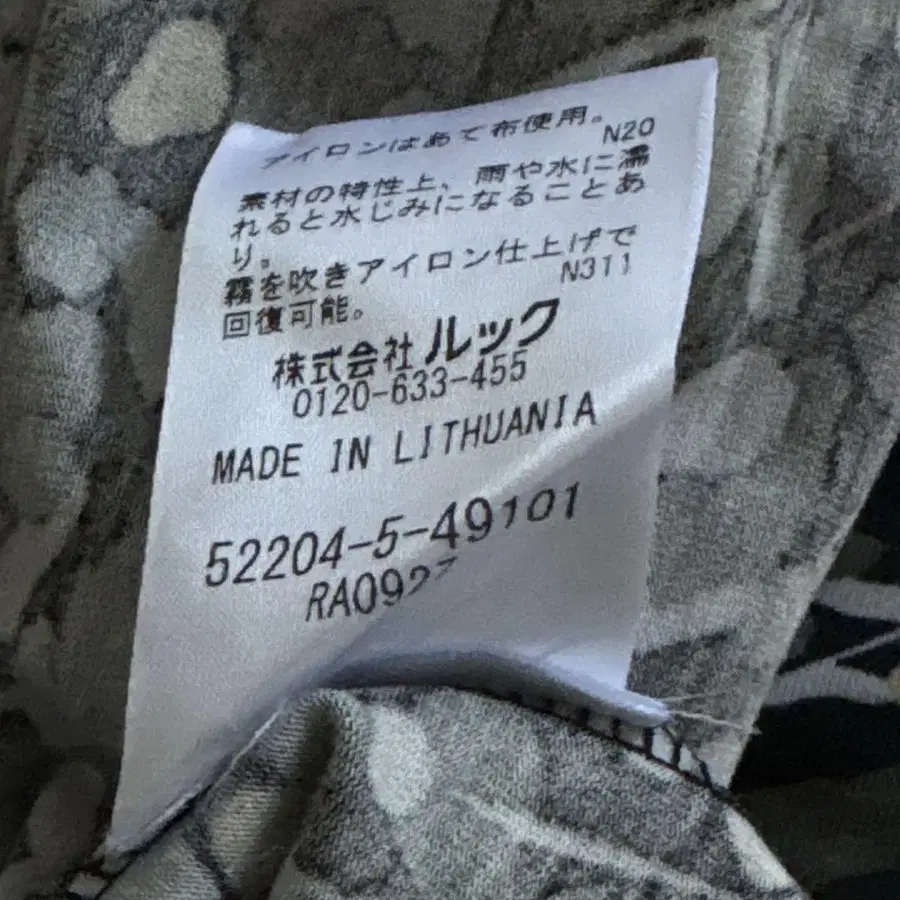 アイロンはあて布使用。
N20
素材の特性上、雨や水に濡
れると水じみになることあ
り。
霧を吹きアイロン仕上げで
回復可能。
N311
株式会社 ルック
0120-633-455
MADE IN LITHUANIA
52204-5-49101